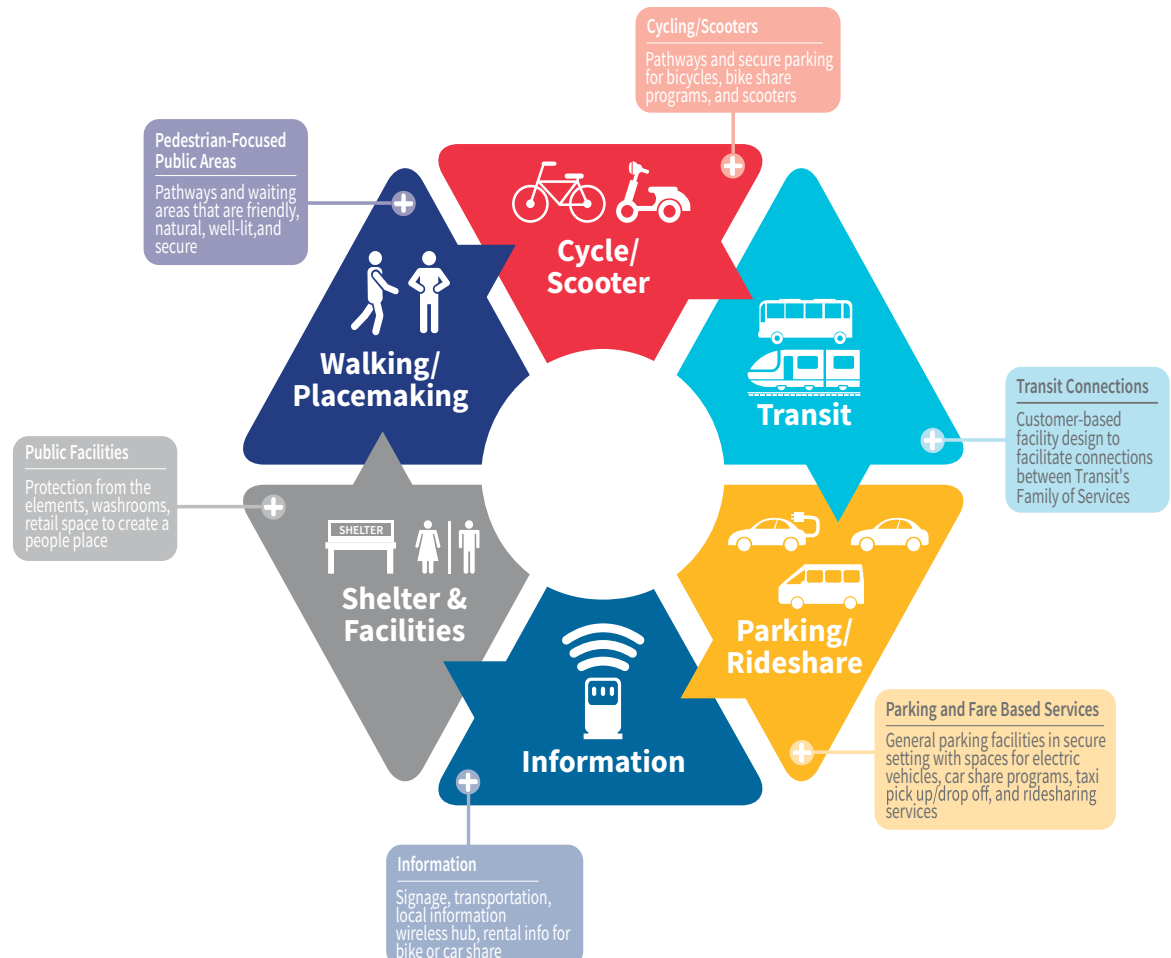 Cycling/Scooters
Pathways and secure parking
for bicycles, bike share
programs, and scooters
Pedestrian-Focused
Public Areas
Pathways and waiting
areas that are friendly,
natural, well-lit,and
secure
Cycle/
Scooter
Walking/
Placemaking
Transit
Transit Connections
Customer-based
facility design to
facilitate connections
between Transit's
Family of Services
Public Facilities
Protection from the
elements, washrooms,
retail space to create a
people place
SHELTER
Shelter &
Facilities
Parking/
Rideshare
Parking and Fare Based Services
General parking facilities in secure
setting with spaces for electric
vehicles, car share programs, taxi
pick up/drop off, and ridesharing
services
Information
Information
Signage, transportation,
local information
wireless hub, rental info for
bike or car share